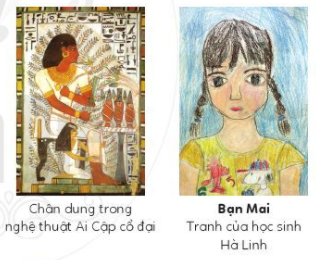 Chân dung trong
nghệ thuật Ai Cập cổ đại
Bạn Mai
Tranh của học sinh
Hà Linh